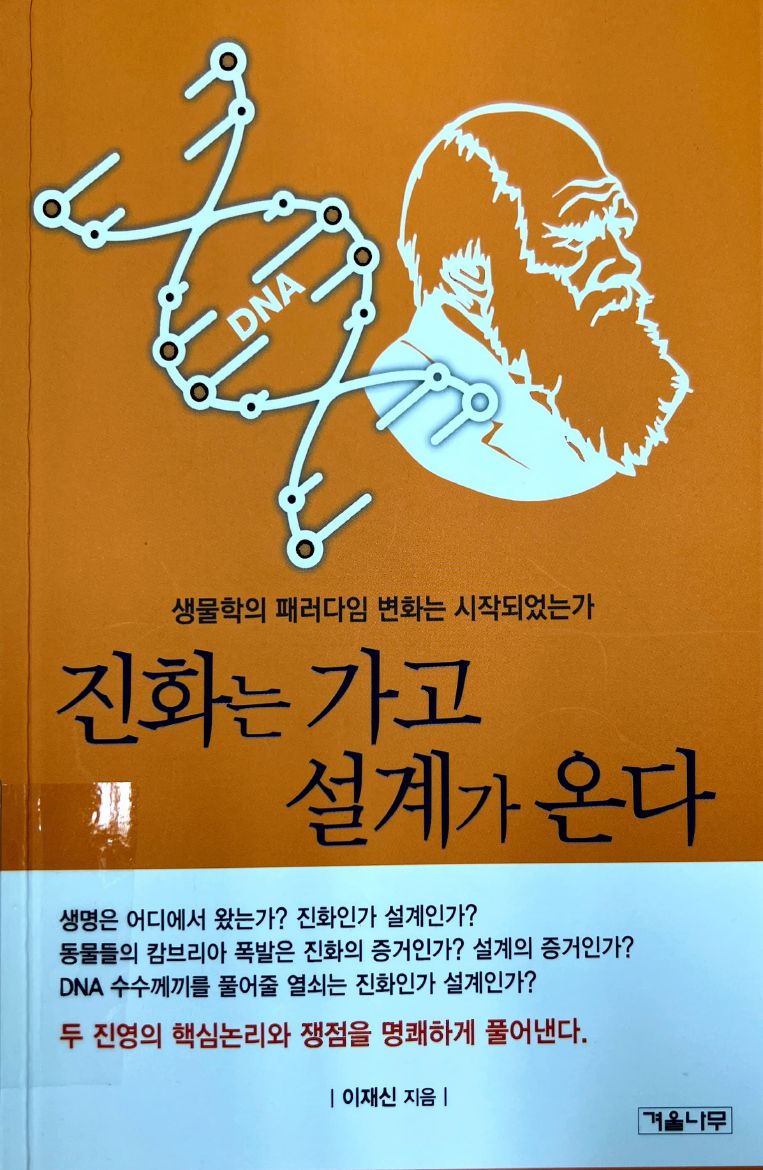 DNA
생물학의 패러다임 변화는 시작되었는가
진화는 가고
설계가 온다
생명은 어디에서 왔는가? 진화인가 설계인가?
동물들의 캄브리아 폭발은 진화의 증거인가? 설계의 증거인가?
DNA 수수께끼를 풀어줄 열쇠는 진화인가 설계인가?
두 진영의 핵심논리와 쟁점을 명쾌하게 풀어낸다.
| 이재신 지음 |
겨울나무